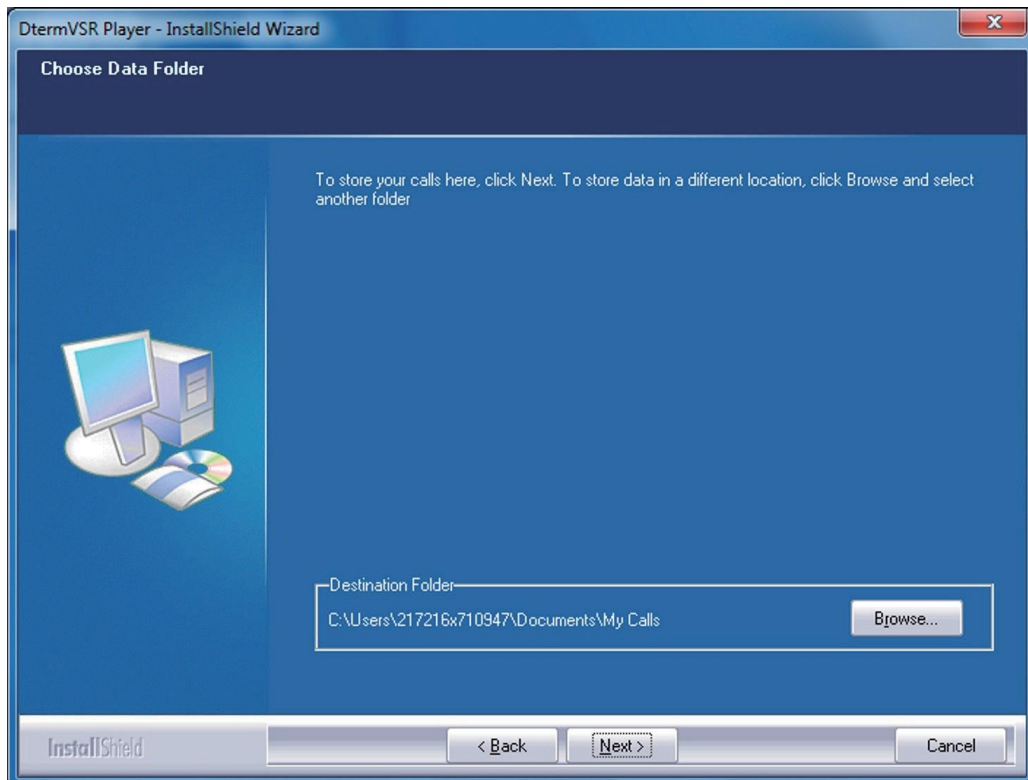 DtermVSR Player - InstallShield Wizard
Choose Data Folder
To store your calls here, click Next. To store data in a different location, click Browse and select
another folder
Destination Folder
C:\Users\217216x710947\Documents\My Calls
Browse...
InstallShield
< Back
Next >
Cancel